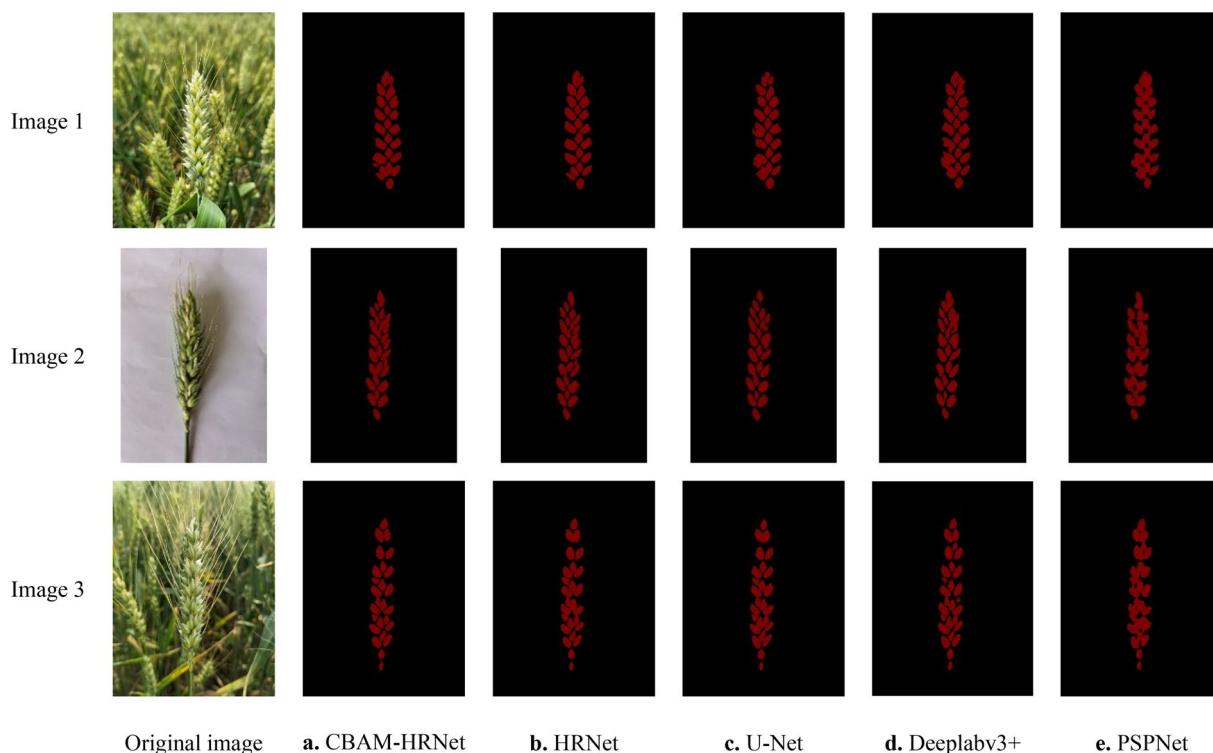 Image 1
Image 2
Image 3
Original image a. CBAM-HRNet b. HRNet c. U-Net d. Deeplabv3+ e. PSPNet